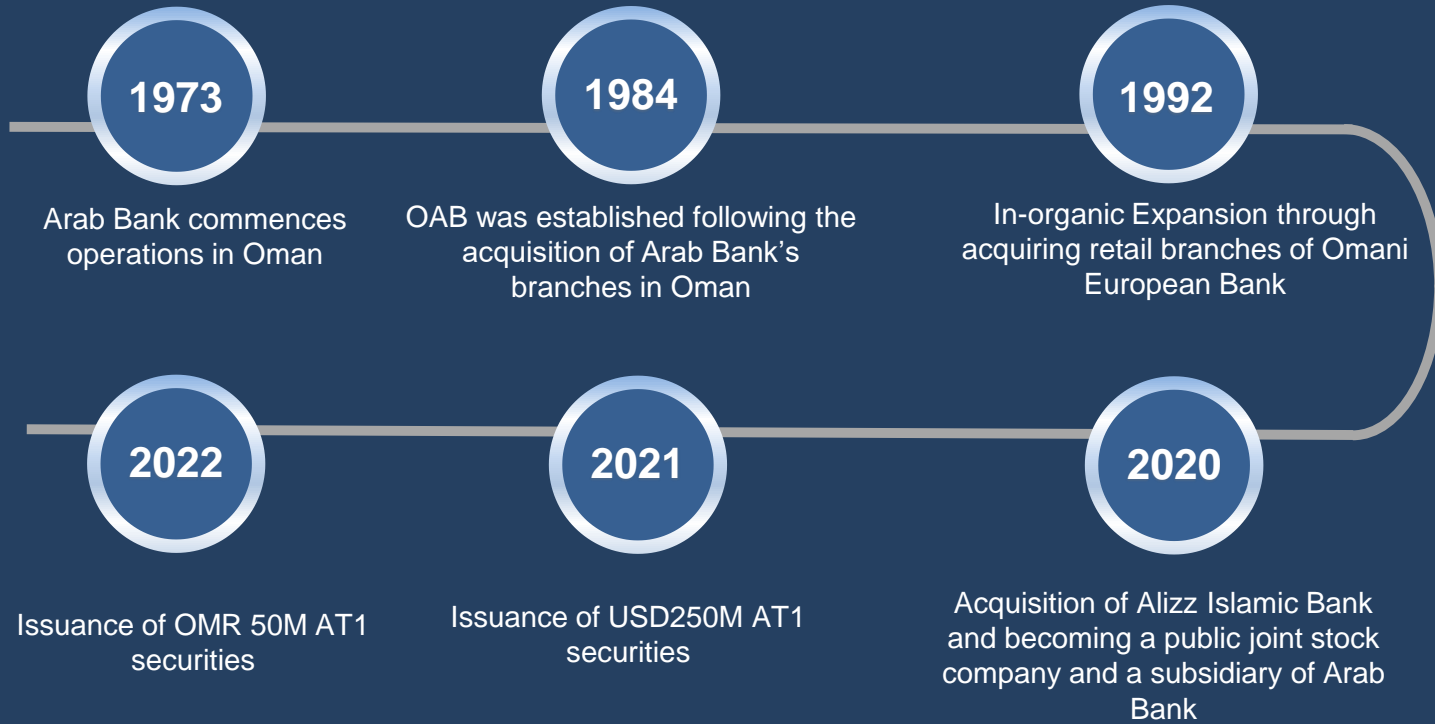 1973
Arab Bank commences
operations in Oman
1984
OAB was established following the
acquisition of Arab Bank’s
branches in Oman
1992
In-organic Expansion through
acquiring retail branches of Omani
European Bank
2020
Acquisition of Alizz Islamic Bank
and becoming a public joint stock
company and a subsidiary of Arab
Bank
2021
Issuance of USD250M AT1
securities
2022
Issuance of OMR 50M AT1
securities